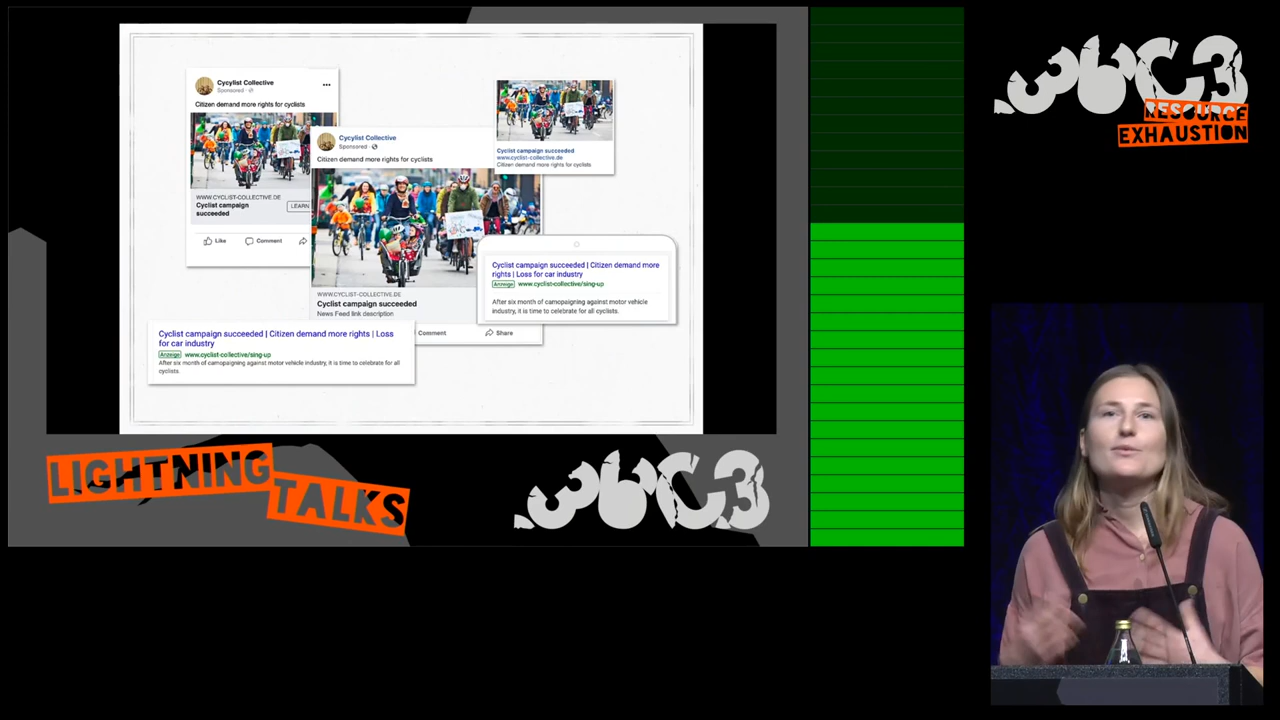 Cycylist Collective
Sponsored ·
Citizen demand more rights for cyclists
WWW.CYCLIST-COLLECTIVE.DE
Cyclist campaign
succeeded
LEARN
Like
Comment
Cycylist Collective
Sponsored ·
Citizen demand more rights for cyclists
WWW.CYCLIST-COLLECTIVE.DE
Cyclist campaign succeeded
News Feed link description
Comment
Share
Cyclist campaign succeeded
www.cyclist-collective.de
Citizen demand more rights for cyclists
Cyclist campaign succeeded | Citizen demand more
rights | Loss for car industry
Anzeige www.cyclist-collective/sing-up
After six month of camopaigning against motor vehicle
industry, it is time to celebrate for all cyclists.
Cyclist campaign succeeded | Citizen demand more rights | Loss
for car industry
Anzeige www.cyclist-collective/sing-up
After six month of camopaigning against motor vehicle industry, it is time to celebrate for all
cyclists.
LIGHTNING
TALKS
36C3
36C3
RESOURCE
EXHAUSTION